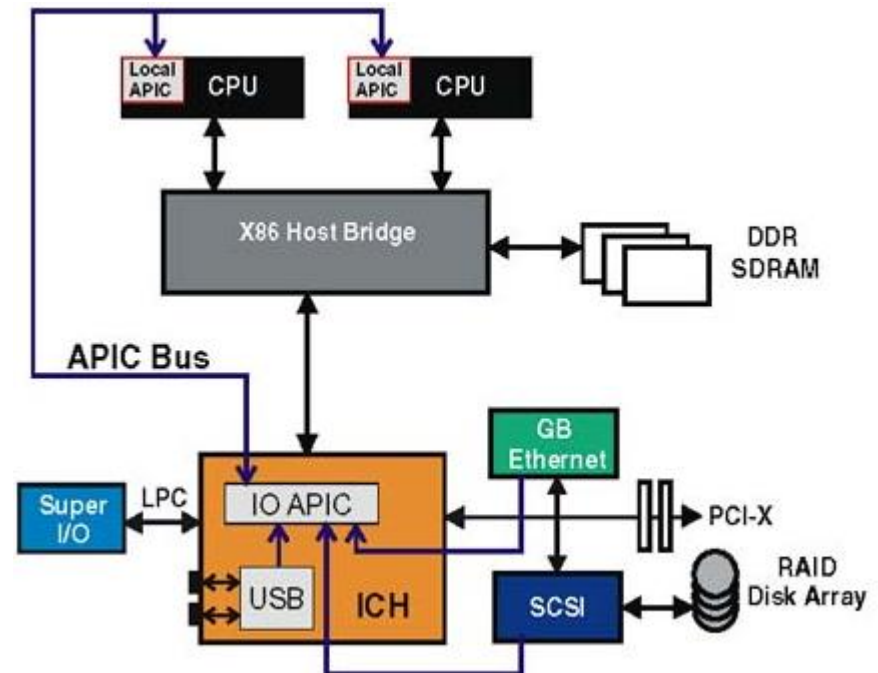 Local
APIC
CPU
Local
APIC
CPU
X86 Host Bridge
DDR
SDRAM
APIC Bus
GB
Ethernet
Super
I/O
LPC
IO APIC
PCI-X
USB
ICH
SCSI
RAID
Disk Array